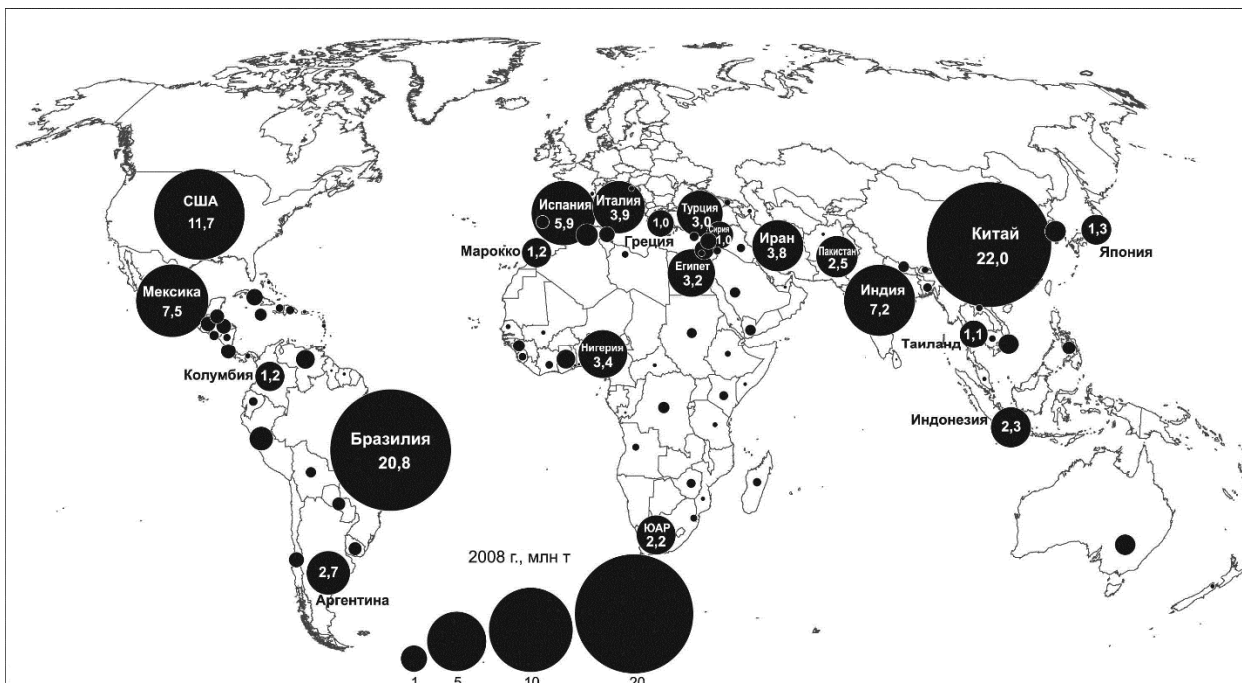 США
11,7
Мексика
7,5
Колумбия
1,2
Бразилия
20,8
2,7
Аргентина
Испания
5,9
Италия
3,9
1,0
Греция
Турция
3,0
Сирия
1,0
Марокко
1,2
Египет
3,2
Иран
3,8
Пакистан
2,5
Индия
7,2
Китай
22,0
1,3
Япония
Нигерия
3,4
1,1
Таиланд
Индонезия
2,3
ЮАР
2,2
2008 г., млн т
1
5
10
20